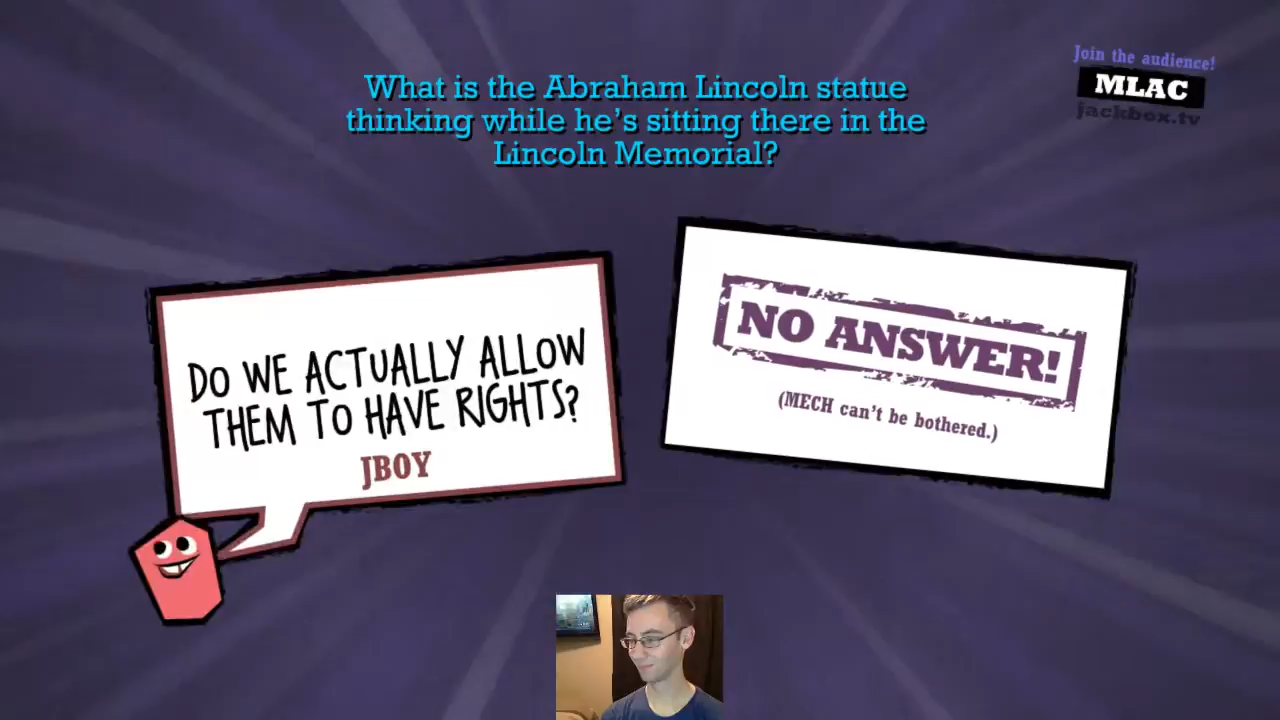 Join the audience!
MLAC
jackbox.tv
What is the Abraham Lincoln statue
thinking while he's sitting there in the
Lincoln Memorial?
DO WE ACTUALLY ALLOW
THEM TO HAVE RIGHTS?
JBOY
NO ANSWER!
(MECH can't be bothered.)